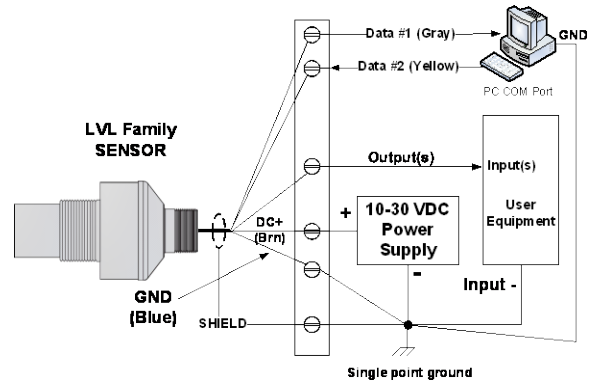 Data #1 (Gray)
GND
Data #2 (Yellow)
PC COM Port
LVL Family
SENSOR
Output(s)
Input(s)
User
Equipment
DC+
(Brn)
+
10-30 VDC
Power
Supply
-
Input -
GND
(Blue)
SHIELD
Single point ground